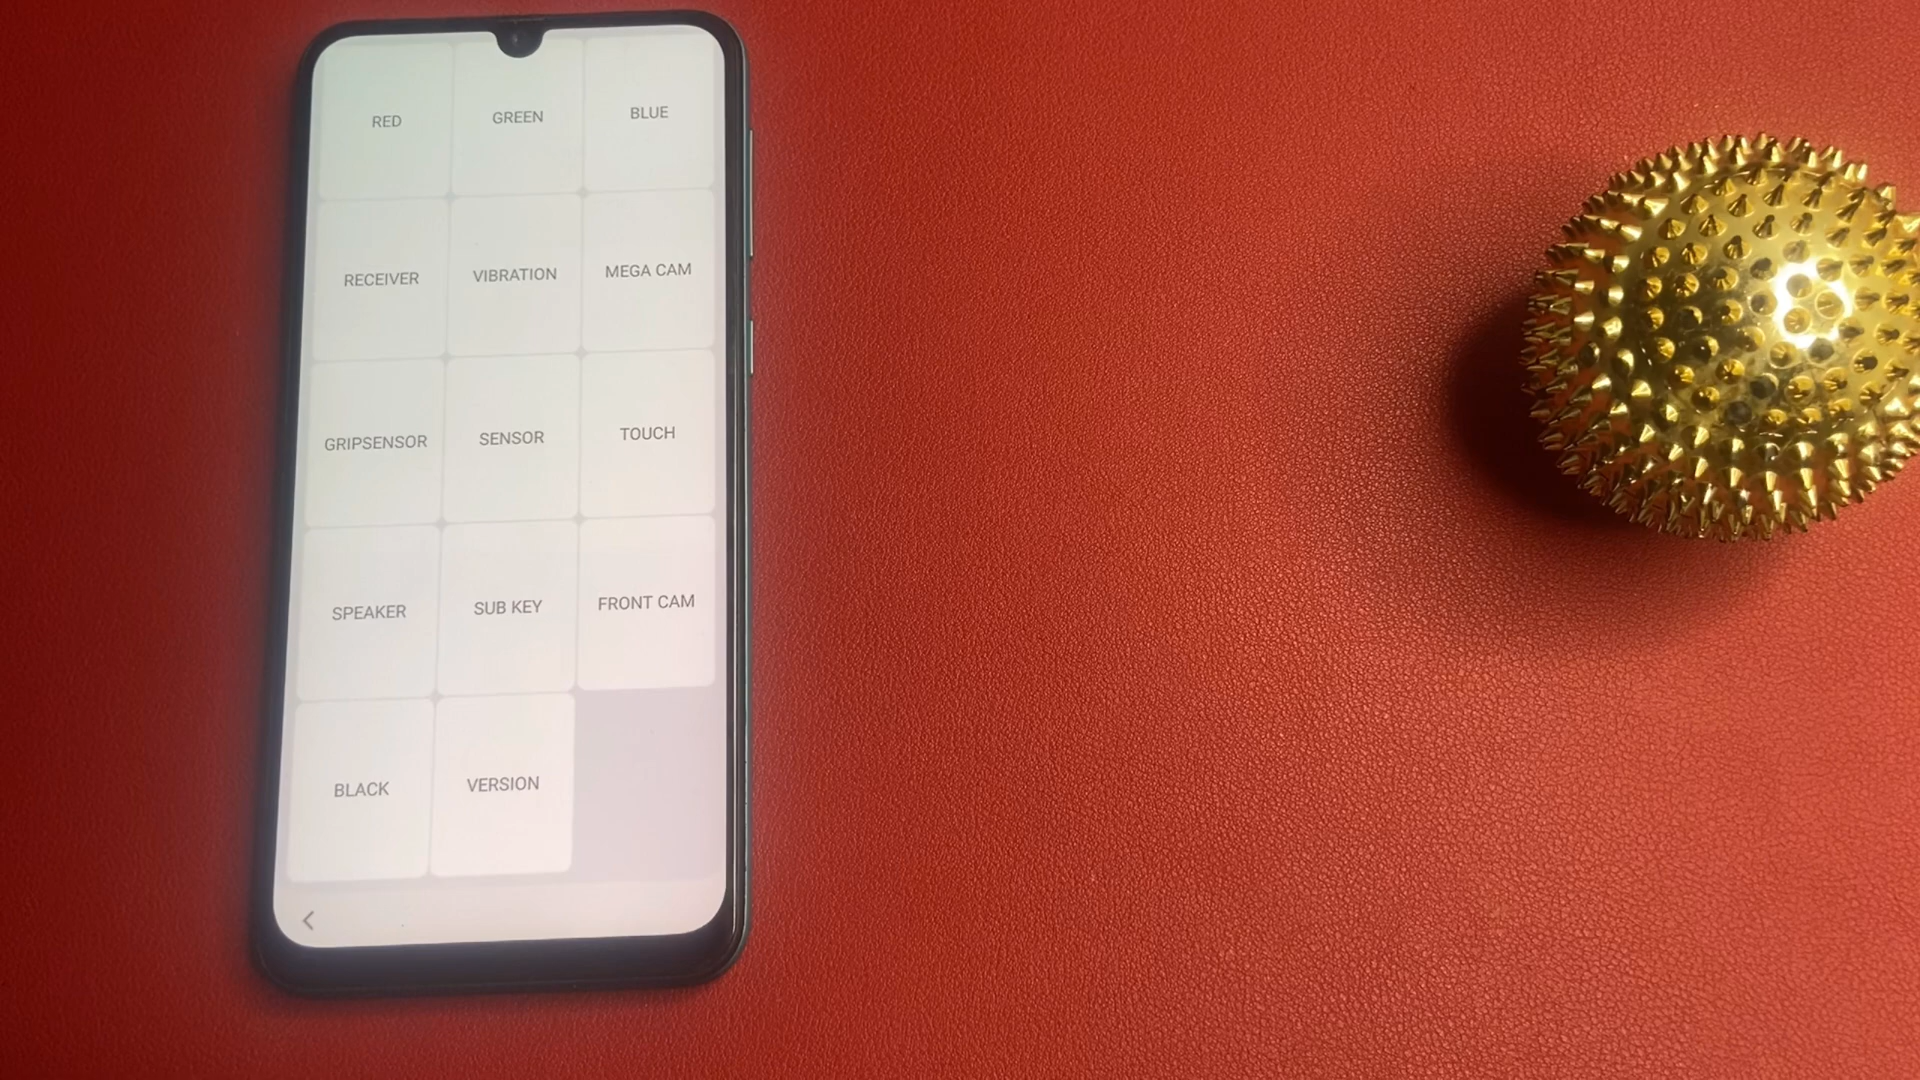 RED
GREEN
BLUE
RECEIVER
VIBRATION
MEGA CAM
GRIPSENSOR
SENSOR
TOUCH
SPEAKER
SUB KEY
FRONT CAM
BLACK
VERSION